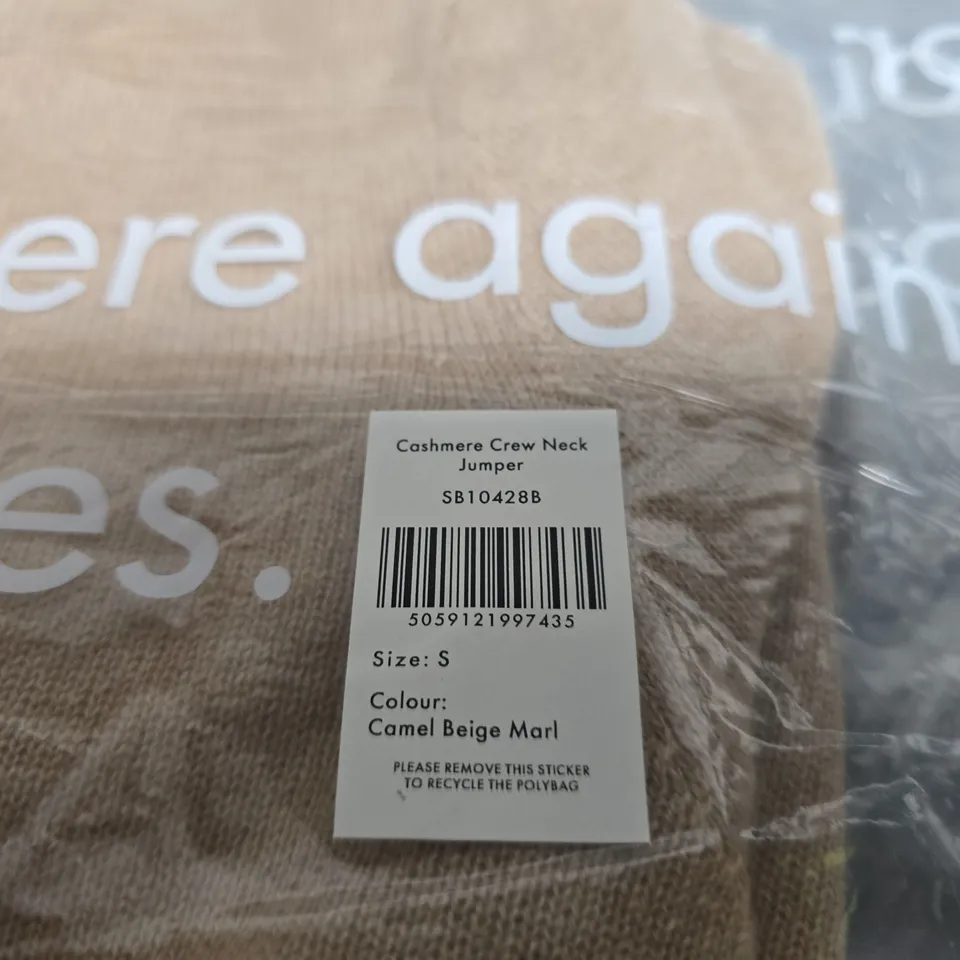 ere again
es.
Cashmere Crew Neck
Jumper
SB10428B
5059121997435
Size: S
Colour:
Camel Beige Marl
PLEASE REMOVE THIS STICKER
TO RECYCLE THE POLYBAG